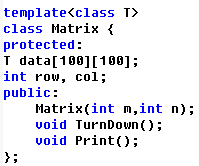 template<class T>
class Matrix {
protected:
T data[100][100];
int row, col;
public:
    Matrix(int m,int n);
    void TurnDown();
    void Print();
};